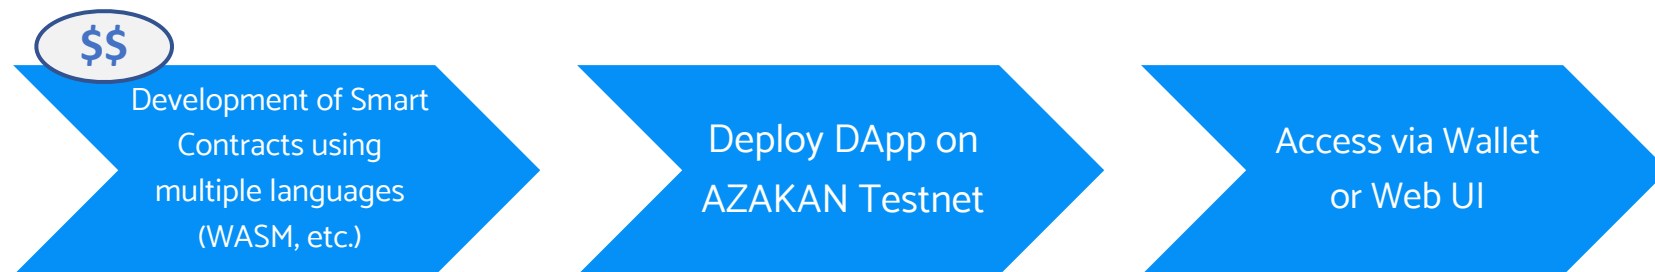 $$
Development of Smart
Contracts using
multiple languages
(WASM, etc.)
Deploy DApp on
AZAKAN Testnet
Access via Wallet
or Web UI